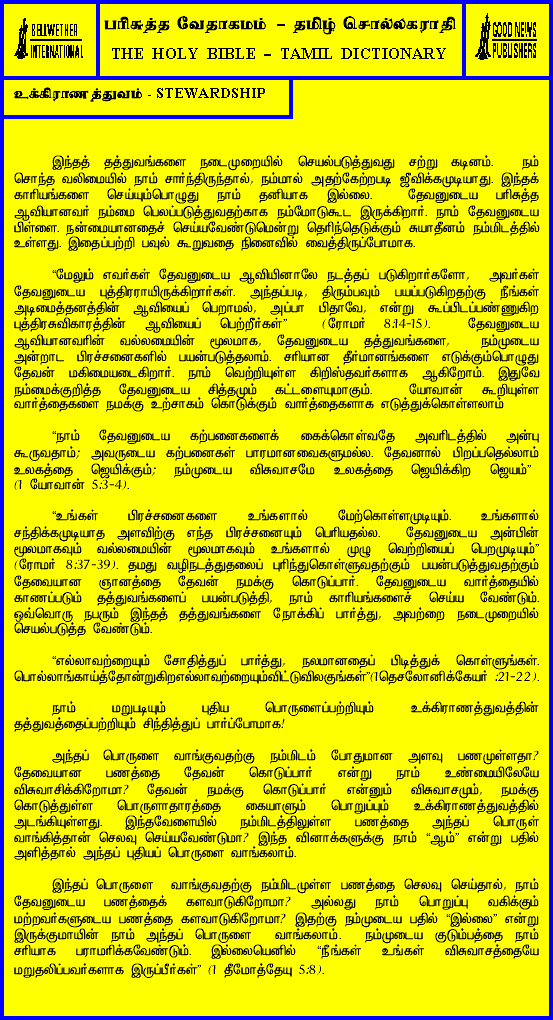 BELLWETHER
INTERNATIONAL
பரிசுத்த வேதாகமம் – தமிழ் சொல்லகராதி
THE HOLY BIBLE – TAMIL DICTIONARY
GOOD NEWS
PUBLISHERS
உக்கிராணத்துவம் - STEWARDSHIP
இந்தத் தத்துவங்களை நடைமுறையில் செயல்படுத்துவது சற்று கடினம். நம்
சொந்த வலிமையில் நாம் சார்ந்திருந்தால், நம்மால் அதற்கேற்றபடி ஜீவிக்கமுடியாது. இந்தக்
காரியங்களை செய்யும்பொழுது நாம் தனியாக இல்லை. தேவனுடைய பரிசுத்த
ஆவியானவர் நம்மை பெலப்படுத்துவதற்காக நம்மோடுகூட இருக்கிறார். நாம் தேவனுடைய
பிள்ளை. நன்மையானதைச் செய்யவேண்டுமென்று தெரிந்தெடுக்கும் சுயாதீனம் நம்மிடத்தில்
உள்ளது. இதைப்பற்றி பவுல் கூறுவதை நினைவில் வைத்திருப்போமாக.
“மேலும் எவர்கள் தேவனுடைய ஆவியினாலே நடத்தப் படுகிறார்களோ, அவர்கள்
தேவனுடைய புத்திரராயிருக்கிறார்கள். அந்தப்படி, திரும்பவும் பயப்படுகிறதற்கு நீங்கள்
அடிமைத்தனத்தின் ஆவியைப் பெறாமல், அப்பா பிதாவே, என்று கூப்பிடப்பண்ணுகிற
புத்திரசுவிகாரத்தின் ஆவியைப் பெற்றீர்கள்” (ரோமர் 8:14-15). தேவனுடைய
ஆவியானவரின் வல்லமையின் மூலமாக, தேவனுடைய தத்துவங்களை, நம்முடைய
அன்றாட பிரச்சனைகளில் பயன்படுத்தலாம். சரியான தீர்மானங்களை எடுக்கும்பொழுது
தேவன் மகிமையடைகிறார். நாம் வெற்றியுள்ள கிறிஸ்தவர்களாக ஆகிறோம். இதுவே
நம்மைக்குறித்த தேவனுடைய சித்தமும் கட்டளையுமாகும். யோவான் கூறியுள்ள
வார்த்தைகளை நமக்கு உற்சாகம் கொடுக்கும் வார்த்தைகளாக எடுத்துக்கொள்ளலாம்
“நாம் தேவனுடைய கற்பனைகளைக் கைக்கொள்வதே அவரிடத்தில் அன்பு
கூருவதாம்; அவருடைய கற்பனைகள் பாரமானவைகளுமல்ல. தேவனால் பிறப்பதெல்லாம்
உலகத்தை ஜெயிக்கும்; நம்முடைய விசுவாசமே உலகத்தை ஜெயிக்கிற ஜெயம்”
(1 யோவான் 5:3-4).
“உங்கள் பிரச்சனைகளை உங்களால் மேற்கொள்ளமுடியும். உங்களால்
சந்திக்கமுடியாத அளவிற்கு எந்த பிரச்சனையும் பெரியதல்ல. தேவனுடைய அன்பின்
மூலமாகவும் வல்லமையின் மூலமாகவும் உங்களால் முழு வெற்றியைப் பெறமுடியும்”
(ரோமர் 8:37-39). தமது வழிநடத்துதலைப் புரிந்துகொள்ளுவதற்கும் பயன்படுத்துவதற்கும்
தேவையான ஞானத்தை தேவன் நமக்கு கொடுப்பார். தேவனுடைய வார்த்தையில்
காணப்படும் தத்துவங்களைப் பயன்படுத்தி, நாம் காரியங்களைச் செய்ய வேண்டும்.
ஒவ்வொரு நபரும் இந்தத் தத்துவங்களை நோக்கிப் பார்த்து, அவற்றை நடைமுறையில்
செயல்படுத்த வேண்டும்.
“எல்லாவற்றையும் சோதித்துப் பார்த்து, நலமானதைப் பிடித்துக் கொள்ளுங்கள்.
பொல்லாங்காய்த்தோன்றுகிறஎல்லாவற்றையும்விட்டுவிலகுங்கள்”(1தெசலோனிக்கேயர் :21-22).
நாம் மறுபடியும் புதிய பொருளைப்பற்றியும் உக்கிராணத்துவத்தின்
தத்துவத்தைப்பற்றியும் சிந்தித்துப் பார்ப்போமாக!
அந்தப் பொருளை வாங்குவதற்கு நம்மிடம் போதுமான அளவு பணமுள்ளதா?
தேவையான பணத்தை தேவன் கொடுப்பார் என்று நாம் உண்மையிலேயே
விசுவாசிக்கிறோமா? தேவன் நமக்கு கொடுப்பார் என்னும் விசுவாசமும், நமக்கு
கொடுத்துள்ள பொருளாதாரத்தை கையாளும் பொறுப்பும் உக்கிராணத்துவத்தில்
அடங்கியுள்ளது. இந்தவேளையில் நம்மிடத்திலுள்ள பணத்தை அந்தப் பொருள்
வாங்கித்தான் செலவு செய்யவேண்டுமா? இந்த வினாக்களுக்கு நாம் “ஆம்” என்று பதில்
அளித்தால் அந்தப் புதியப் பொருளை வாங்கலாம்.
இந்தப் பொருளை வாங்குவதற்கு நம்மிடமுள்ள பணத்தை செலவு செய்தால், நாம்
தேவனுடைய பணத்தைக் களவாடுகிறோமா? அல்லது நாம் பொறுப்பு வகிக்கும்
மற்றவர்களுடைய பணத்தை களவாடுகிறோமா? இதற்கு நம்முடைய பதில் “இல்லை” என்று
இருக்குமாயின் நாம் அந்தப் பொருளை வாங்கலாம். நம்முடைய குடும்பத்தை நாம்
சரியாக பராமரிக்கவேண்டும். இல்லையெனில் “நீங்கள் உங்கள் விசுவாசத்தையே
மறுதலிப்பவர்களாக இருப்பீர்கள்” (1 தீமோத்தேயு 5:8).